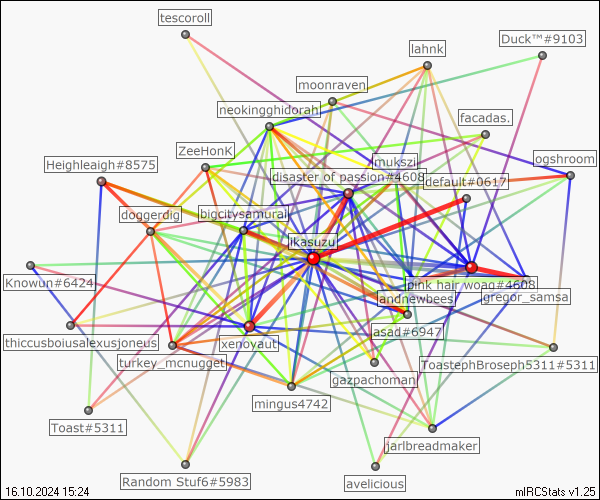 tescoroll
Duck™#9103
lahnk
moonraven
neokingghidorah
facadas.
ZeeHonK
mukszi
ogshroom
Heighleaigh#8575
disaster of passion#4608
default#0617
doggerdig
bigcitysamurai
ikasuzu
Knowun#6424
pink hair woag#4608
andnewbees
gregor_samsa
thiccusboiusalexusjoneus
xenoyaut
asad#6947
turkey_mcnugget
ToastephBroseph5311#5311
gazpachoman
mingus4742
Toast#5311
jarlbreadmaker
Random Stuf6#5983
avelicious
16.10.2024 15:24
mIRCStats v1.25